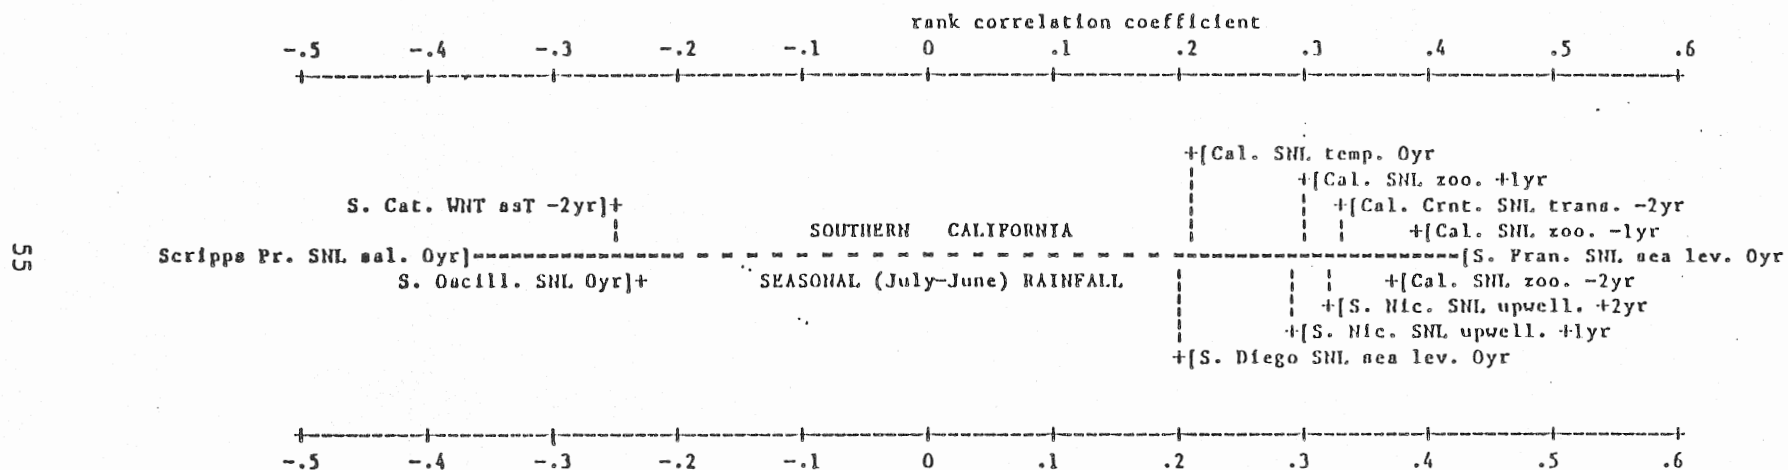 rank correlation coefficient
-.5 -.4 -.3 -.2 -.1 0 .1 .2 .3 .4 .5 .6
+[Cal. SNL temp. 0yr
+[Cal. SNL zoo. +1yr
S. Cat. WNT ssT -2yr]+ +[Cal. Crnt. SNL trans. -2yr
SOUTHERN CALIFORNIA +[Cal. SNL zoo. -1yr
Scripps Pr. SNL sal. 0yr] [S. Fran. SNL sea lev. 0yr
S. Oscill. SNL 0yr]+ SEASONAL (July-June) RAINFALL +[Cal. SNL zoo. -2yr
+[S. Nic. SNL upwell. +2yr
+[S. Nic. SNL upwell. +1yr
+[S. Diego SNL sea lev. 0yr
-.5 -.4 -.3 -.2 -.1 0 .1 .2 .3 .4 .5 .6
55